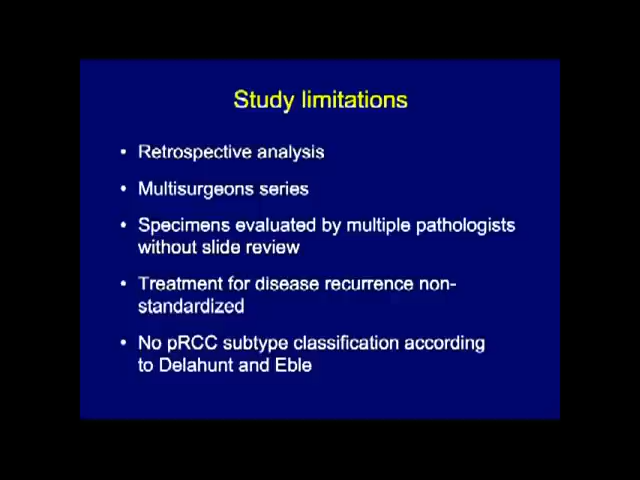 Study limitations
• Retrospective analysis
• Multisurgeons series
• Specimens evaluated by multiple pathologists
without slide review
• Treatment for disease recurrence non-
standardized
• No pRCC subtype classification according
to Delahunt and Eble